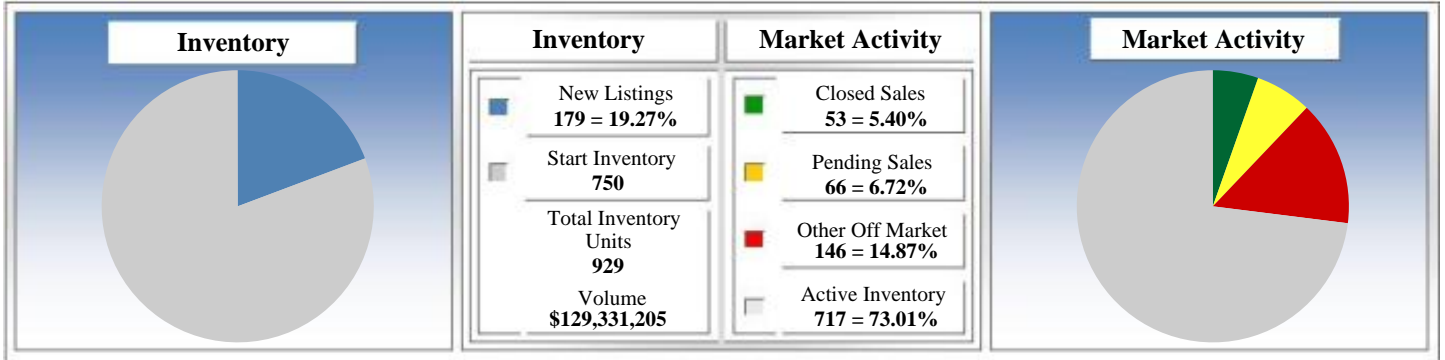 Inventory
Inventory
Market Activity
New Listings
179 = 19.27%
Start Inventory
750
Total Inventory
Units
929
Volume
$129,331,205
Closed Sales
53 = 5.40%
Pending Sales
66 = 6.72%
Other Off Market
146 = 14.87%
Active Inventory
717 = 73.01%
Market Activity